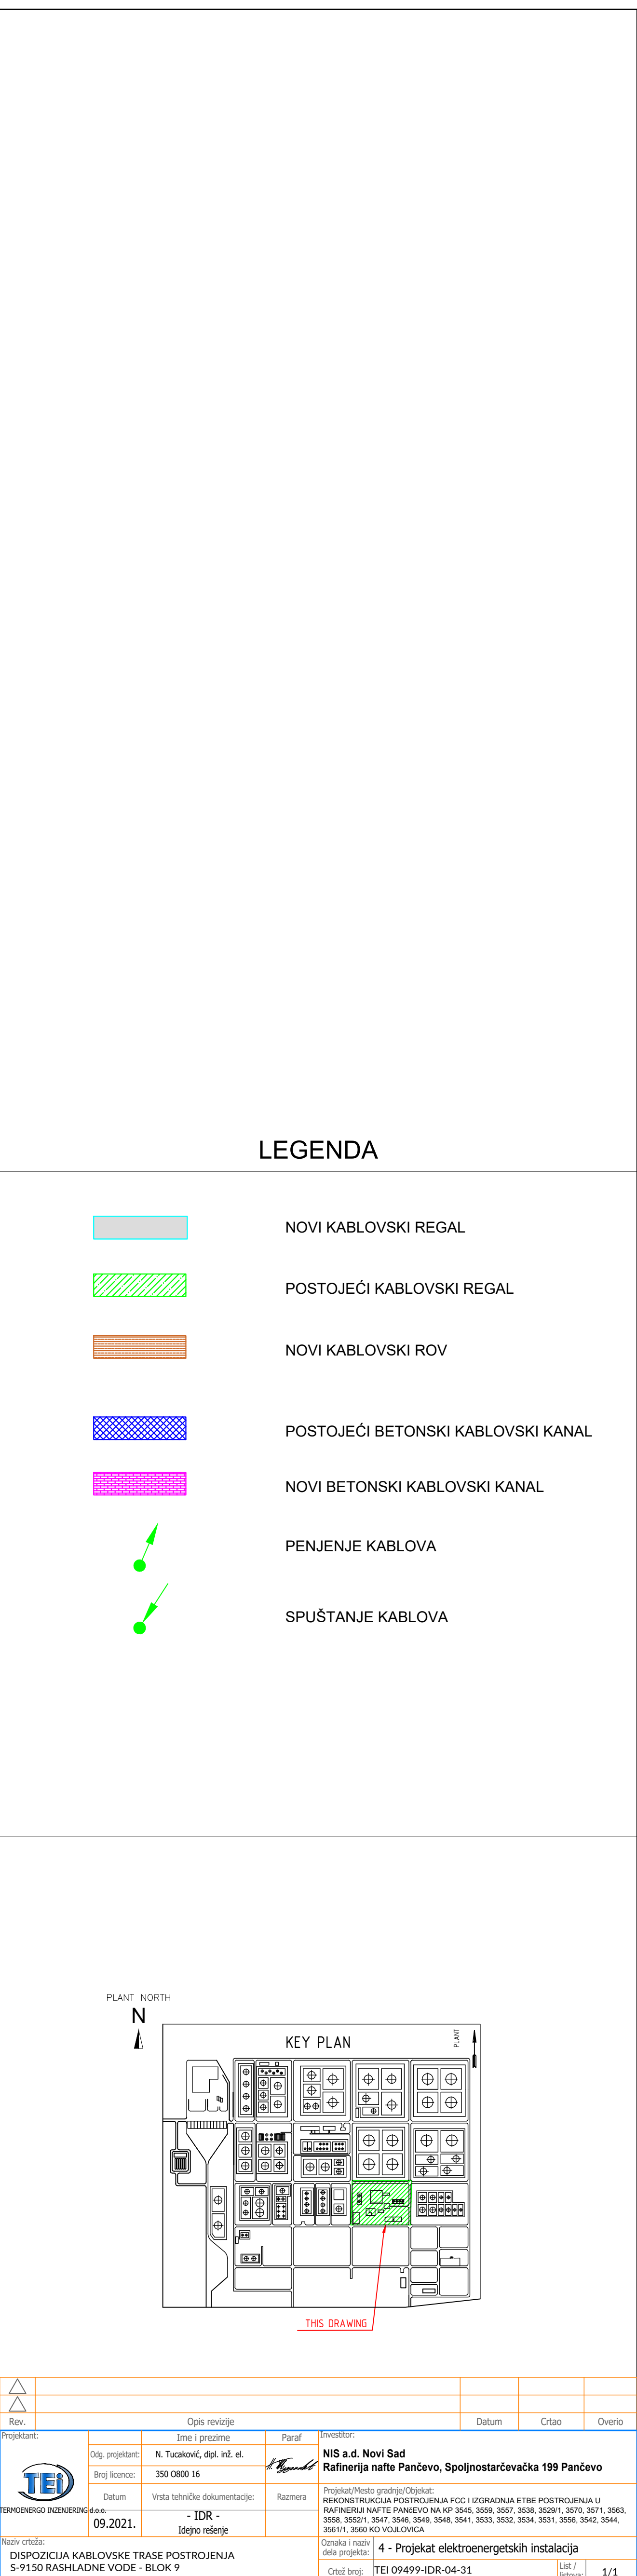 LEGENDA
NOVI KABLOVSKI REGAL
POSTOJEĆI KABLOVSKI REGAL
NOVI KABLOVSKI ROV
POSTOJEĆI BETONSKI KABLOVSKI KANAL
NOVI BETONSKI KABLOVSKI KANAL
PENJENJE KABLOVA
SPUŠTANJE KABLOVA
PLANT NORTH
N
KEY PLAN
PLANT
THIS DRAWING
Rev.
Opis revizije
Datum
Crtao
Overio
Projektant:
TEi
TERMOENERGO INZENJERING d.o.o.
Ime i prezime
Paraf
Odg. projektant:
N. Tucaković, dipl. inž. el.
Broj licence:
350 O800 16
Datum
Vrsta tehničke dokumentacije:
Razmera
09.2021.
- IDR -
Idejno rešenje
Investitor:
NIS a.d. Novi Sad
Rafinerija nafte Pančevo, Spoljnostarčevačka 199 Pančevo
Projekat/Mesto gradnje/Objekat:
REKONSTRUKCIJA POSTROJENJA FCC I IZGRADNJA ETBE POSTROJENJA U
RAFINERIJI NAFTE PANčEVO NA KP 3545, 3559, 3557, 3538, 3529/1, 3570, 3571, 3563,
3558, 3552/1, 3547, 3546, 3549, 3548, 3541, 3533, 3532, 3534, 3531, 3556, 3542, 3544,
3561/1, 3560 KO VOJLOVICA
Naziv crteža:
DISPOZICIJA KABLOVSKE TRASE POSTROJENJA
S-9150 RASHLADNE VODE - BLOK 9
Oznaka i naziv
dela projekta:
4 - Projekat elektroenergetskih instalacija
Crtež broj:
TEI 09499-IDR-04-31
List /
listova:
1/1